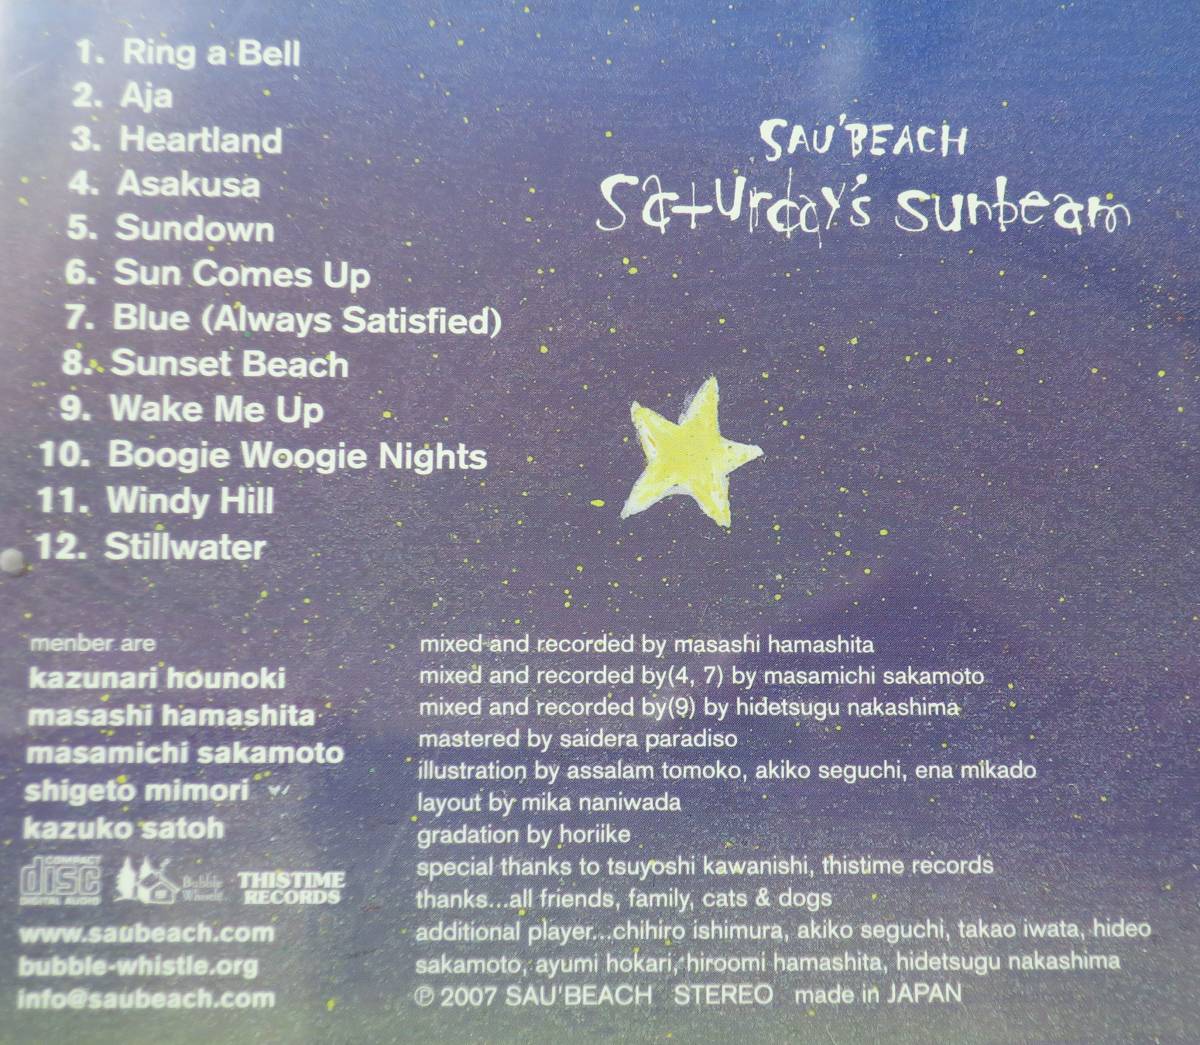 1. Ring a Bell
2. Aja
3. Heartland
4. Asakusa
5. Sundown
6. Sun Comes Up
7. Blue (Always Satisfied)
8. Sunset Beach
9. Wake Me Up
10. Boogie Woogie Nights
11. Windy Hill
12. Stillwater
SAU'BEACH
Saturday's sunbeam
menber are
kazunari hounoki
masashi hamashita
masamichi sakamoto
shigeto mimori
kazuko satoh
COMPACT
disc
DIGITAL AUDIO
Bubble
Whistle
THISTIME
RECORDS
www.saubeach.com
bubble-whistle.org
info@saubeach.com
mixed and recorded by masashi hamashita
mixed and recorded by(4, 7) by masamichi sakamoto
mixed and recorded by(9) by hidetsugu nakashima
mastered by saidera paradiso
illustration by assalam tomoko, akiko seguchi, ena mikado
layout by mika naniwada
gradation by horiike
special thanks to tsuyoshi kawanishi, thistime records
thanks...all friends, family, cats & dogs
additional player...chihiro ishimura, akiko seguchi, takao iwata, hideo
sakamoto, ayumi hokari, hiroomi hamashita, hidetsugu nakashima
℗ 2007 SAU'BEACH STEREO made in JAPAN